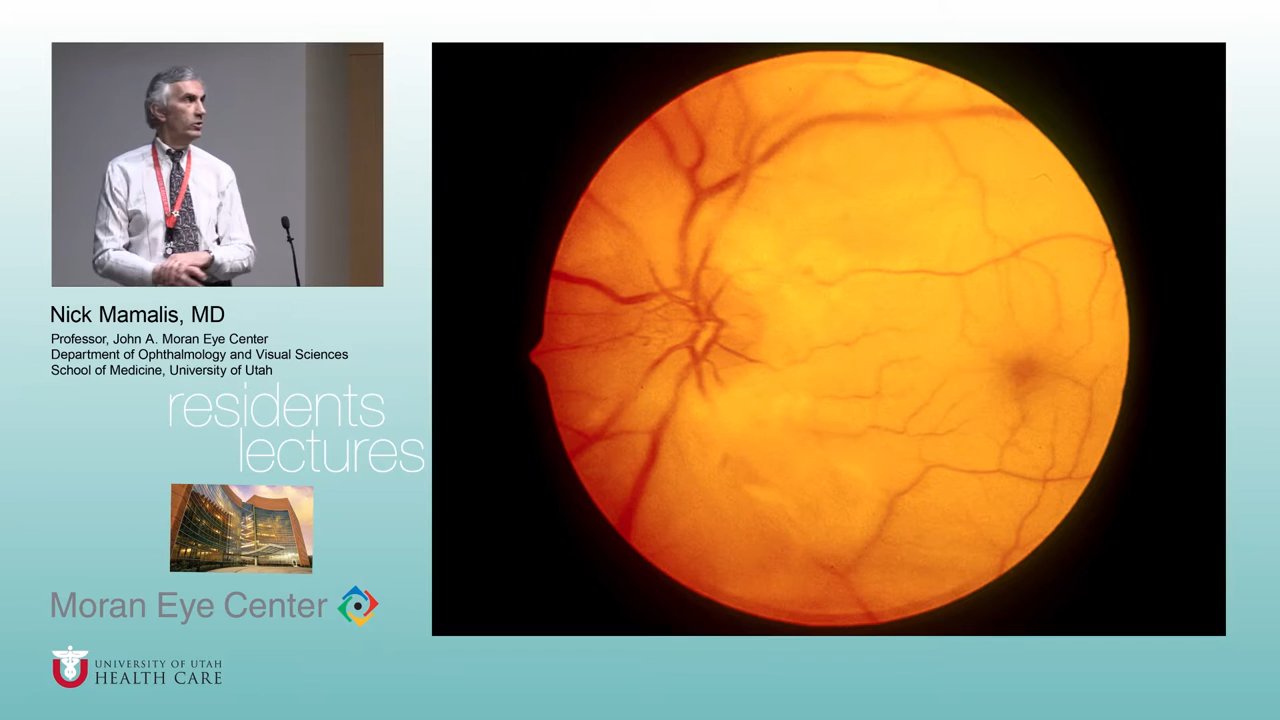 Nick Mamalis, MD
Professor, John A. Moran Eye Center
Department of Ophthalmology and Visual Sciences
School of Medicine, University of Utah
residents
lectures
Moran Eye Center
UNIVERSITY OF UTAH
HEALTH CARE